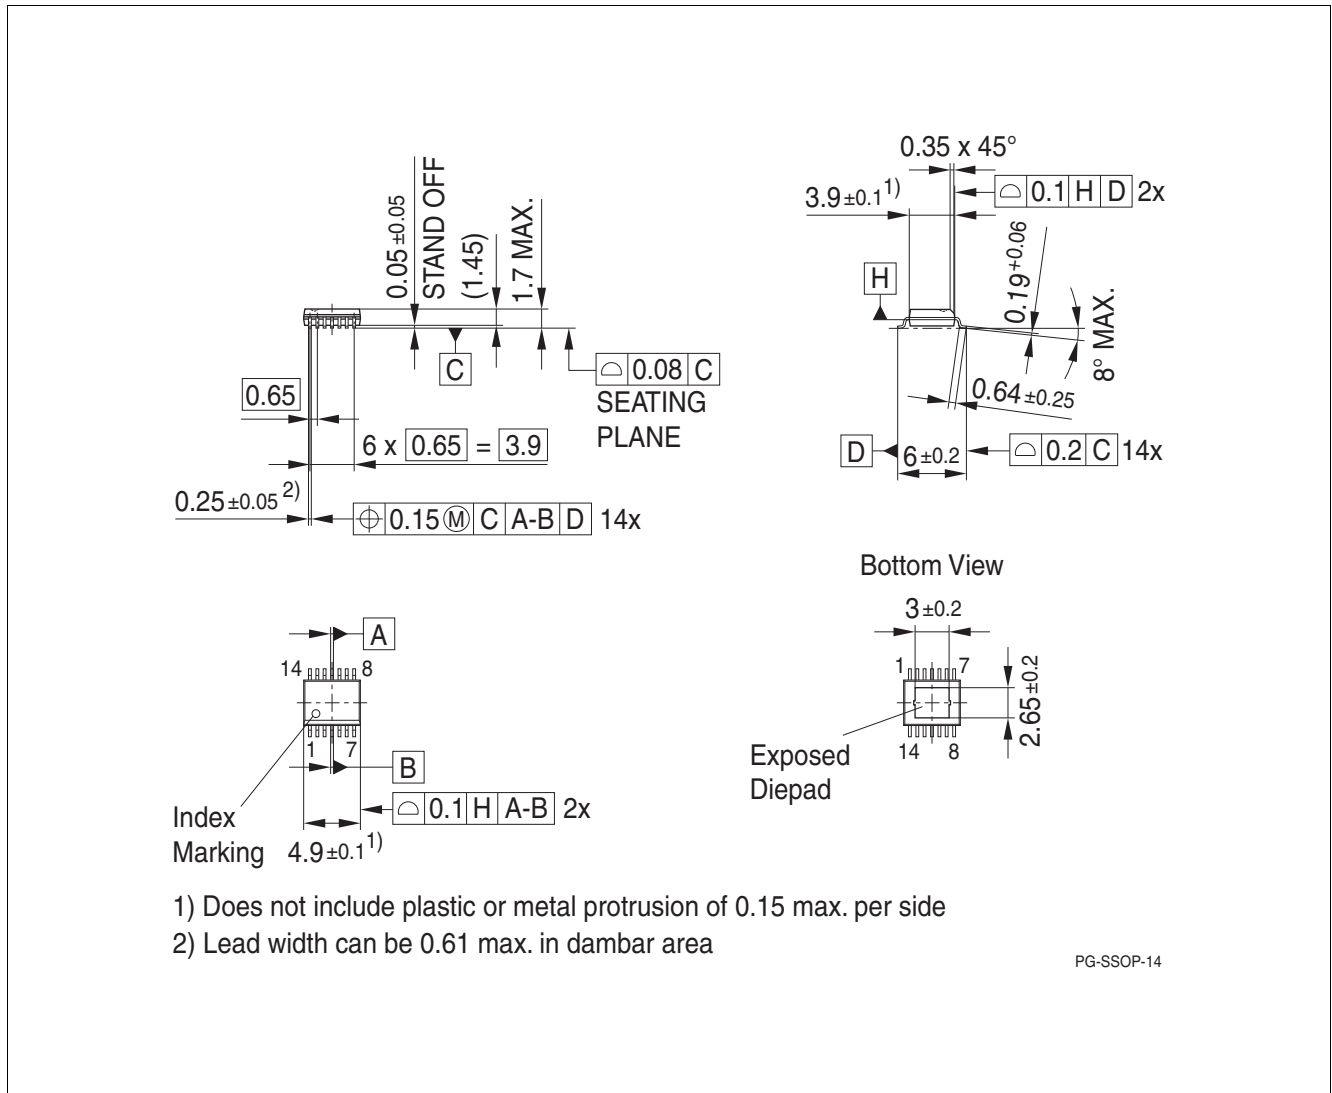 0.05 ±0.05
STAND OFF
(1.45)
1.7 MAX.
C
0.08 C
SEATING
PLANE
0.65
6 x 0.65 = 3.9
0.25 ±0.05 2)
0.15 M C A-B D 14x
0.35 x 45°
3.9 ±0.1 1)
0.1 H D 2x
H
0.19 +0.06
8° MAX.
0.64 ±0.25
D
6 ±0.2
0.2 C 14x
A
14 8
1 7
B
0.1 H A-B 2x
Index
Marking
4.9 ±0.1 1)
Bottom View
3 ±0.2
1 7
2.65 ±0.2
14 8
Exposed
Diepad
1) Does not include plastic or metal protrusion of 0.15 max. per side
2) Lead width can be 0.61 max. in dambar area
PG-SSOP-14